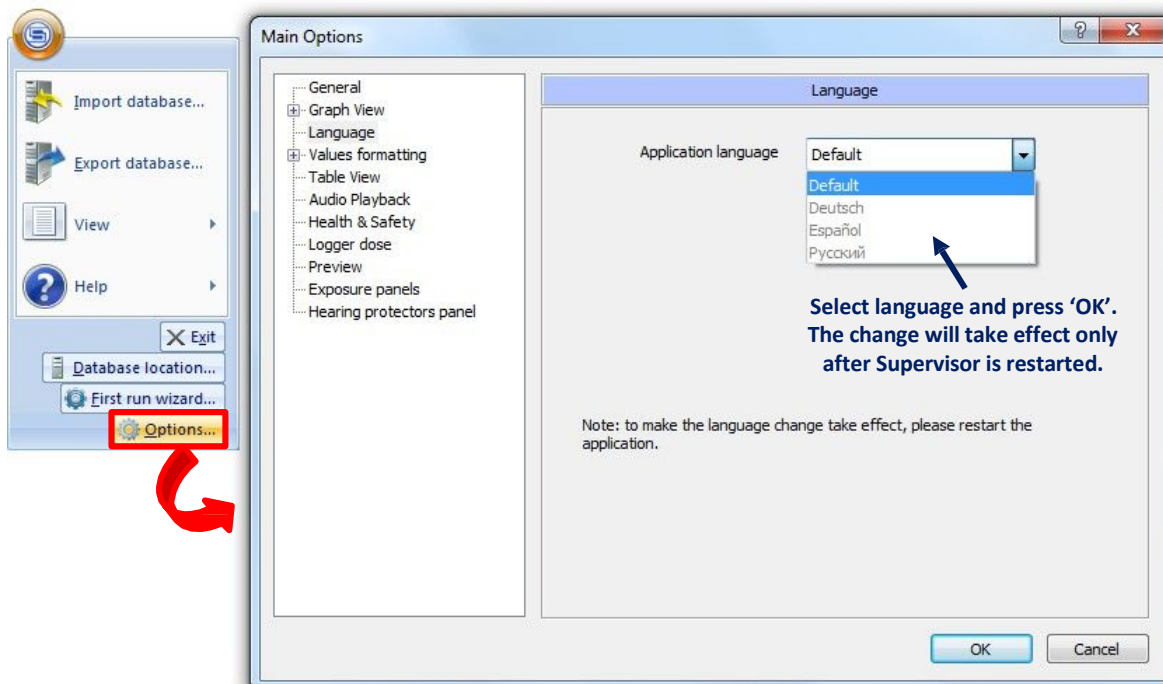 Import database...
Export database...
View
Help
Exit
Database location...
First run wizard...
Options...
Main Options
General
Graph View
Language
Values formatting
Table View
Audio Playback
Health & Safety
Logger dose
Preview
Exposure panels
Hearing protectors panel
Language
Application language
Default
Default
Deutsch
Español
Русский
Select language and press ‘OK’.
The change will take effect only
after Supervisor is restarted.
Note: to make the language change take effect, please restart the
application.
OK
Cancel